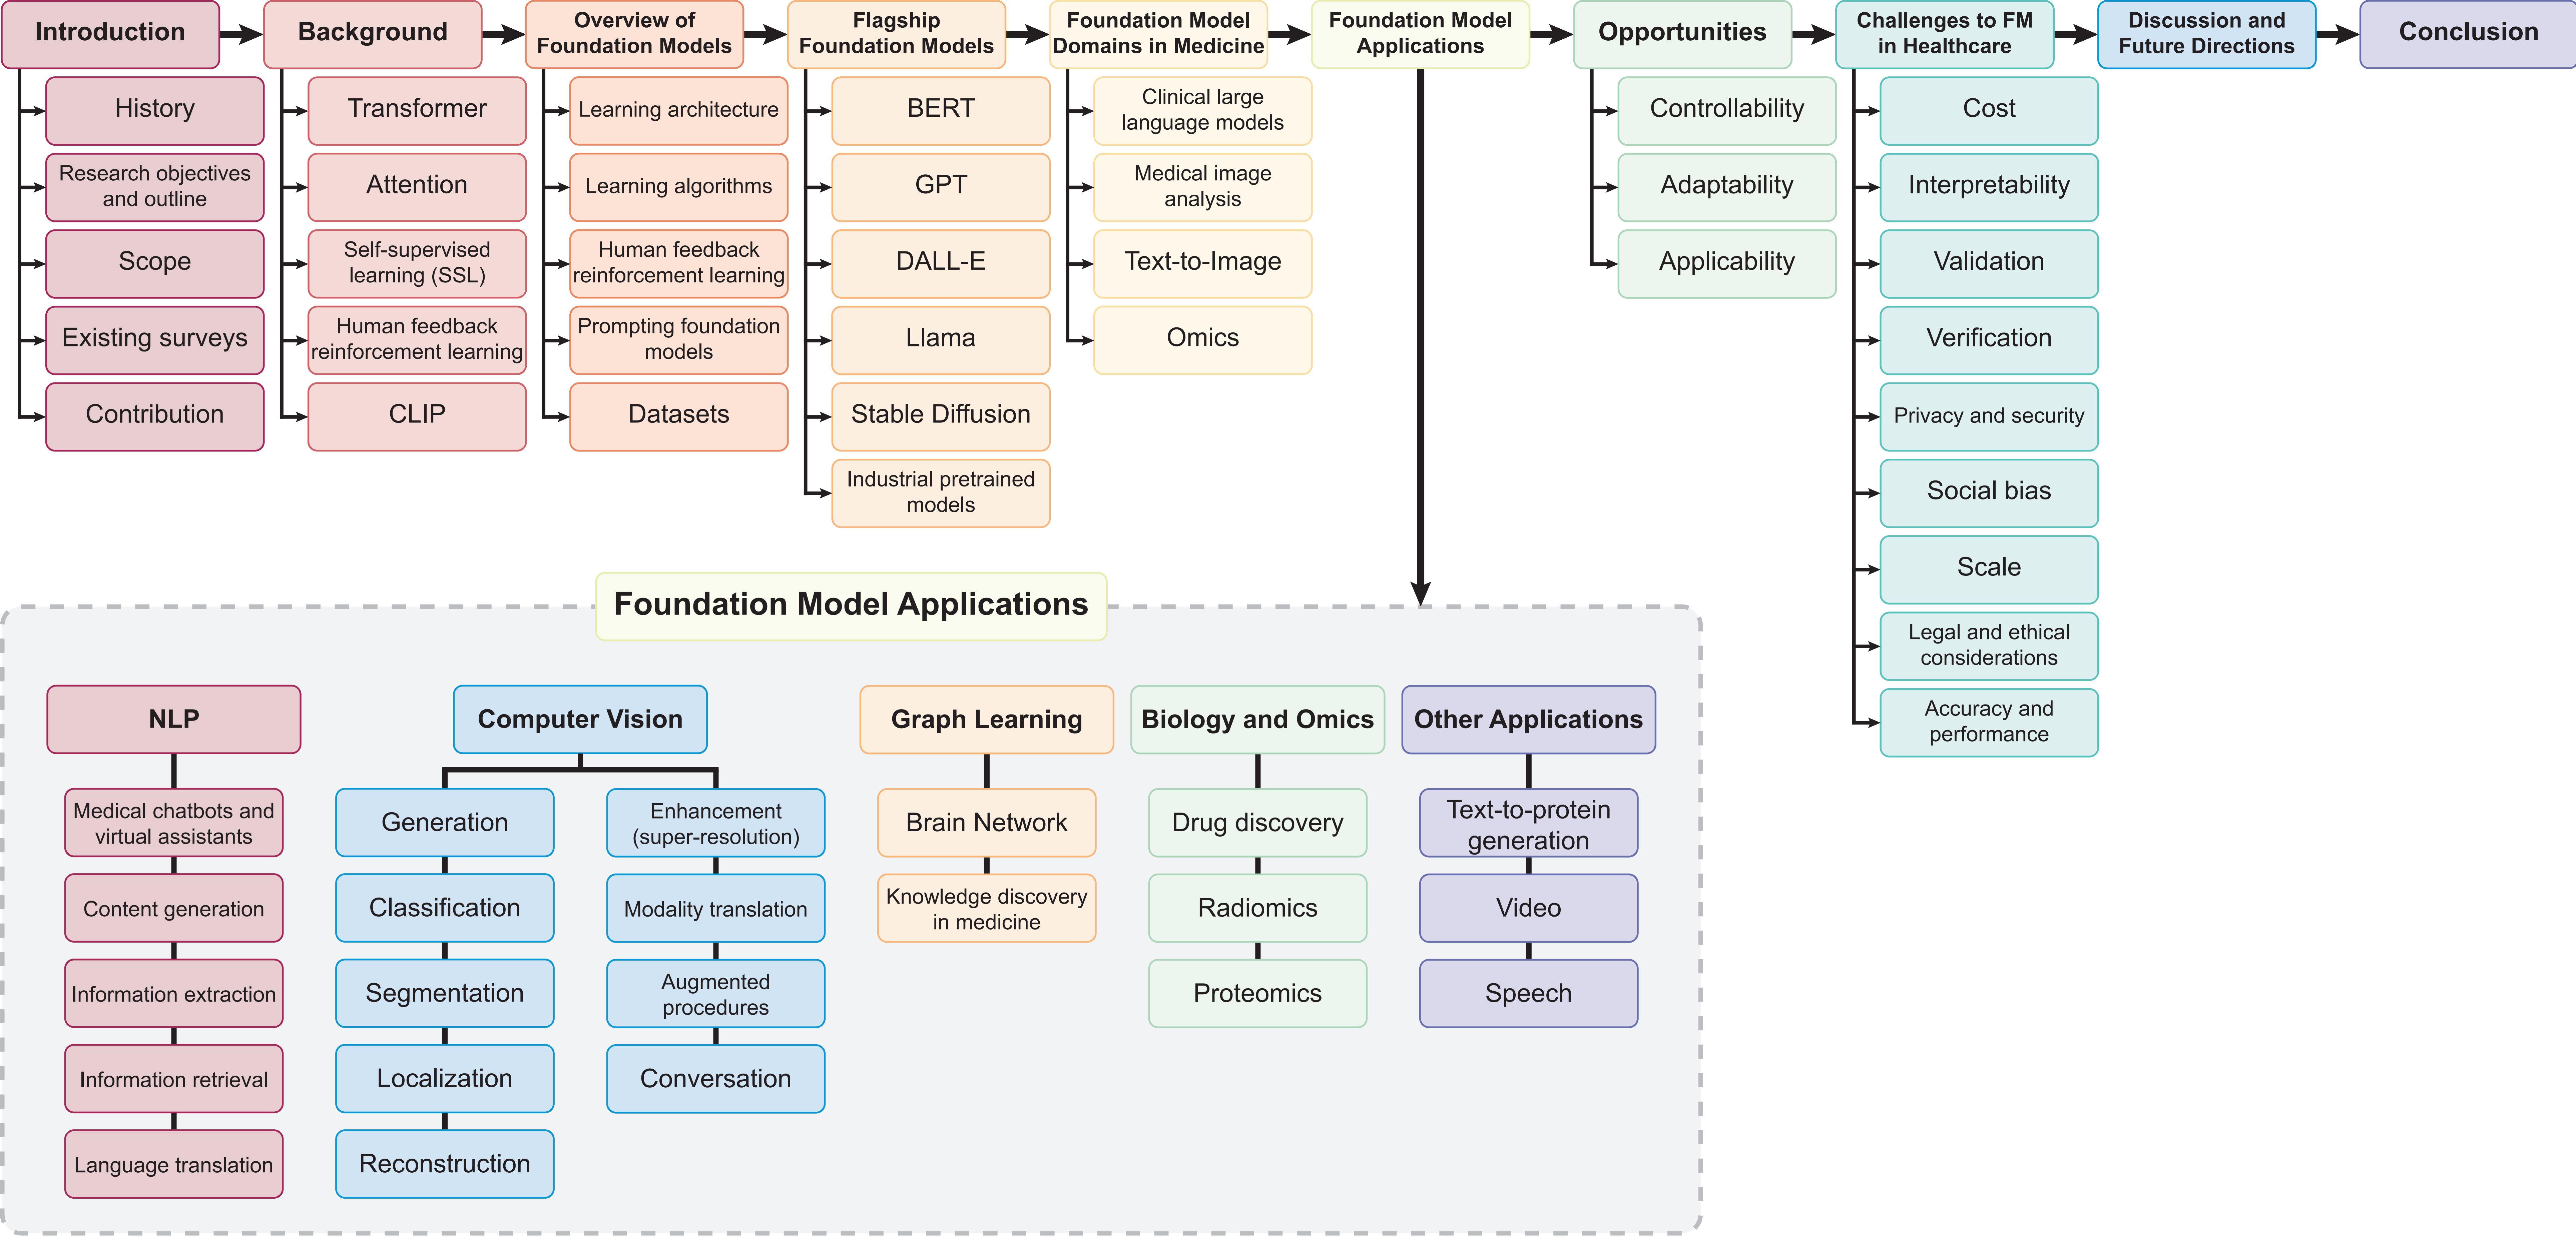 Introduction
Background
Overview of
Foundation Models
Flagship
Foundation Models
Foundation Model
Domains in Medicine
Foundation Model
Applications
Opportunities
Challenges to FM
in Healthcare
Discussion and
Future Directions
Conclusion
History
Research objectives
and outline
Scope
Existing surveys
Contribution
Transformer
Attention
Self-supervised
learning (SSL)
Human feedback
reinforcement learning
CLIP
Learning architecture
Learning algorithms
Human feedback
reinforcement learning
Prompting foundation
models
Datasets
BERT
GPT
DALL-E
Llama
Stable Diffusion
Industrial pretrained
models
Clinical large
language models
Medical image
analysis
Text-to-Image
Omics
Controllability
Adaptability
Applicability
Cost
Interpretability
Validation
Verification
Privacy and security
Social bias
Scale
Legal and ethical
considerations
Accuracy and
performance
Foundation Model Applications
NLP
Medical chatbots and
virtual assistants
Content generation
Information extraction
Information retrieval
Language translation
Computer Vision
Generation
Classification
Segmentation
Localization
Reconstruction
Enhancement
(super-resolution)
Modality translation
Augmented
procedures
Conversation
Graph Learning
Brain Network
Knowledge discovery
in medicine
Biology and Omics
Drug discovery
Radiomics
Proteomics
Other Applications
Text-to-protein
generation
Video
Speech